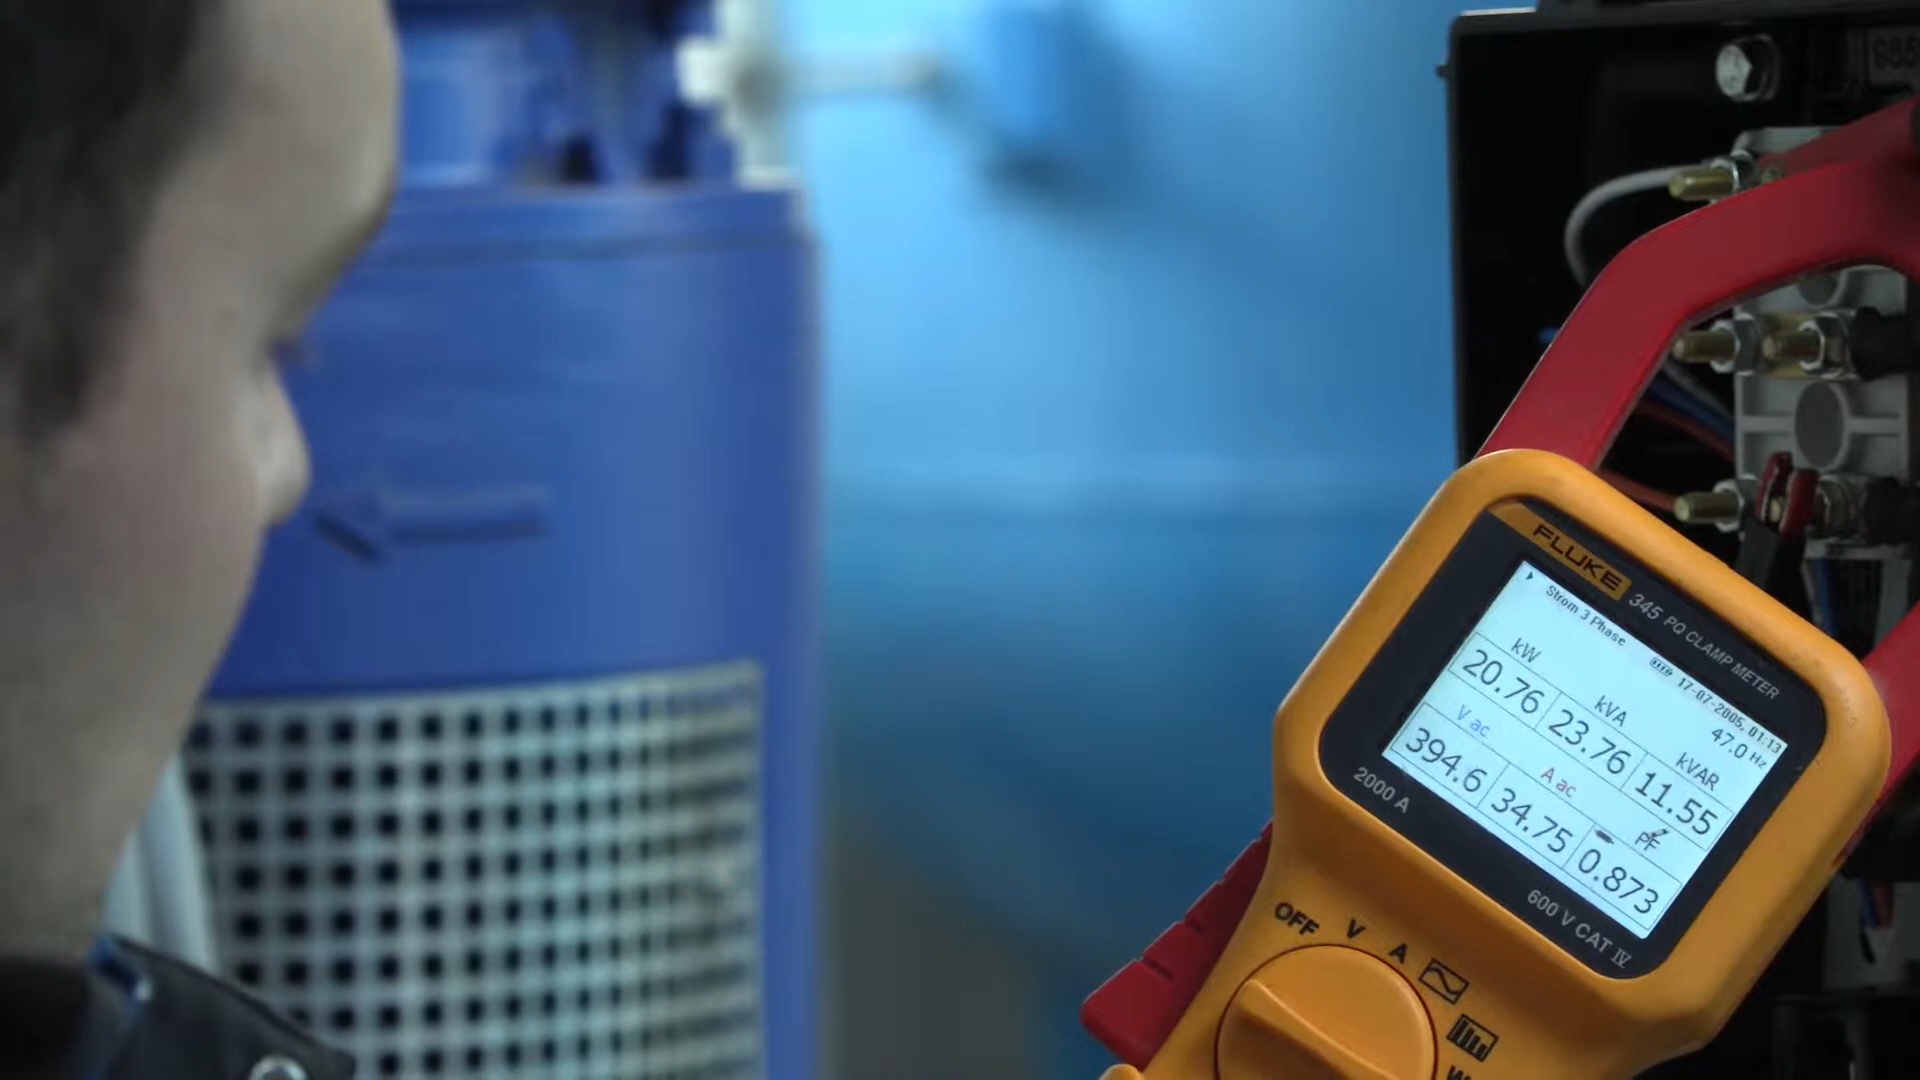 FLUKE 345 PQ CLAMP METER
Strom 3 Phase 17-07-2005, 01:13
47.0 Hz
kW kVA kVAR
20.76 23.76 11.55
V ac A ac PF
394.6 34.75 0.873
2000 A 600 V CAT IV
OFF V A